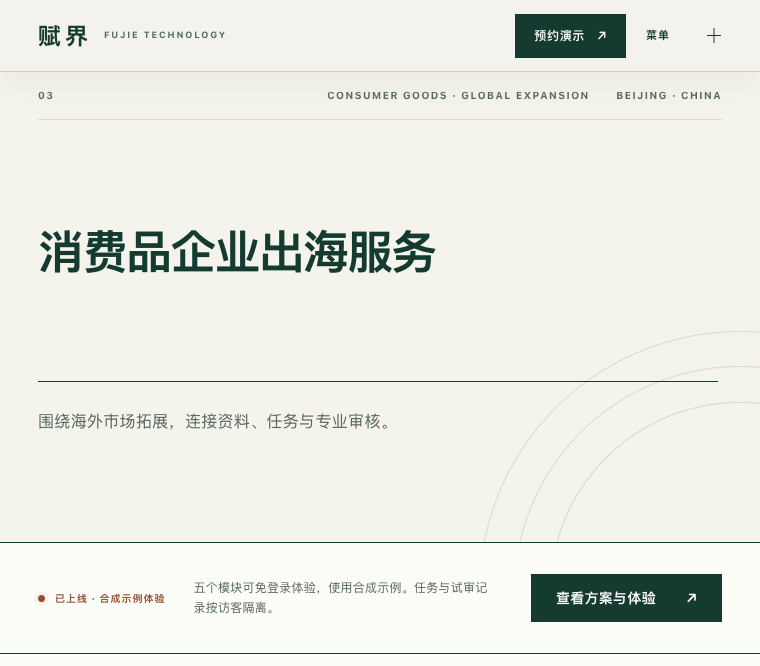 赋界 FUJIE TECHNOLOGY 预约演示 菜单
03 CONSUMER GOODS · GLOBAL EXPANSION BEIJING · CHINA
消费品企业出海服务
围绕海外市场拓展，连接资料、任务与专业审核。
已上线 · 合成示例体验
五个模块可免登录体验，使用合成示例。任务与试审记
录按访客隔离。
查看方案与体验